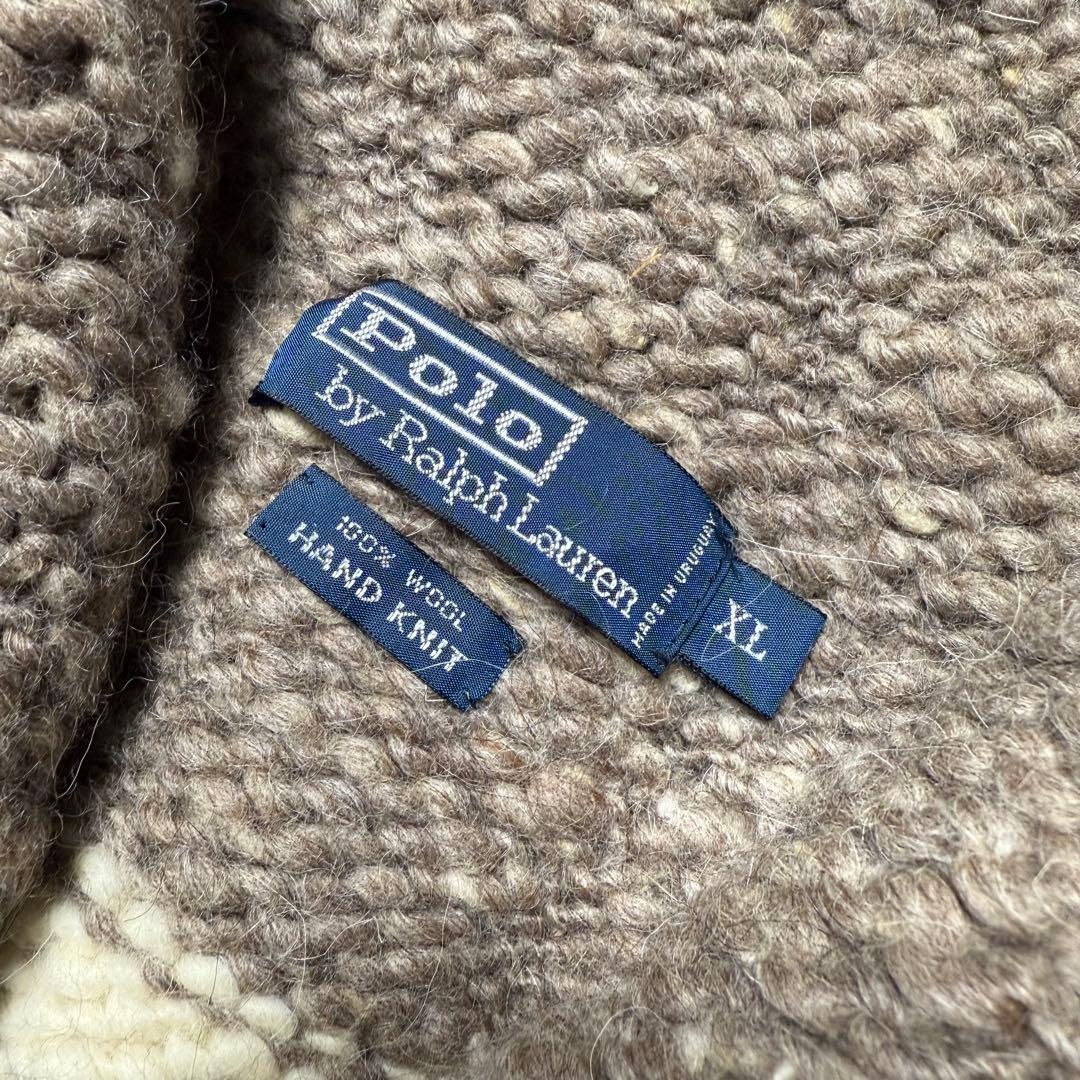 Polo
by Ralph Lauren
MADE IN URUGUAY
XL
100% WOOL
HAND KNIT